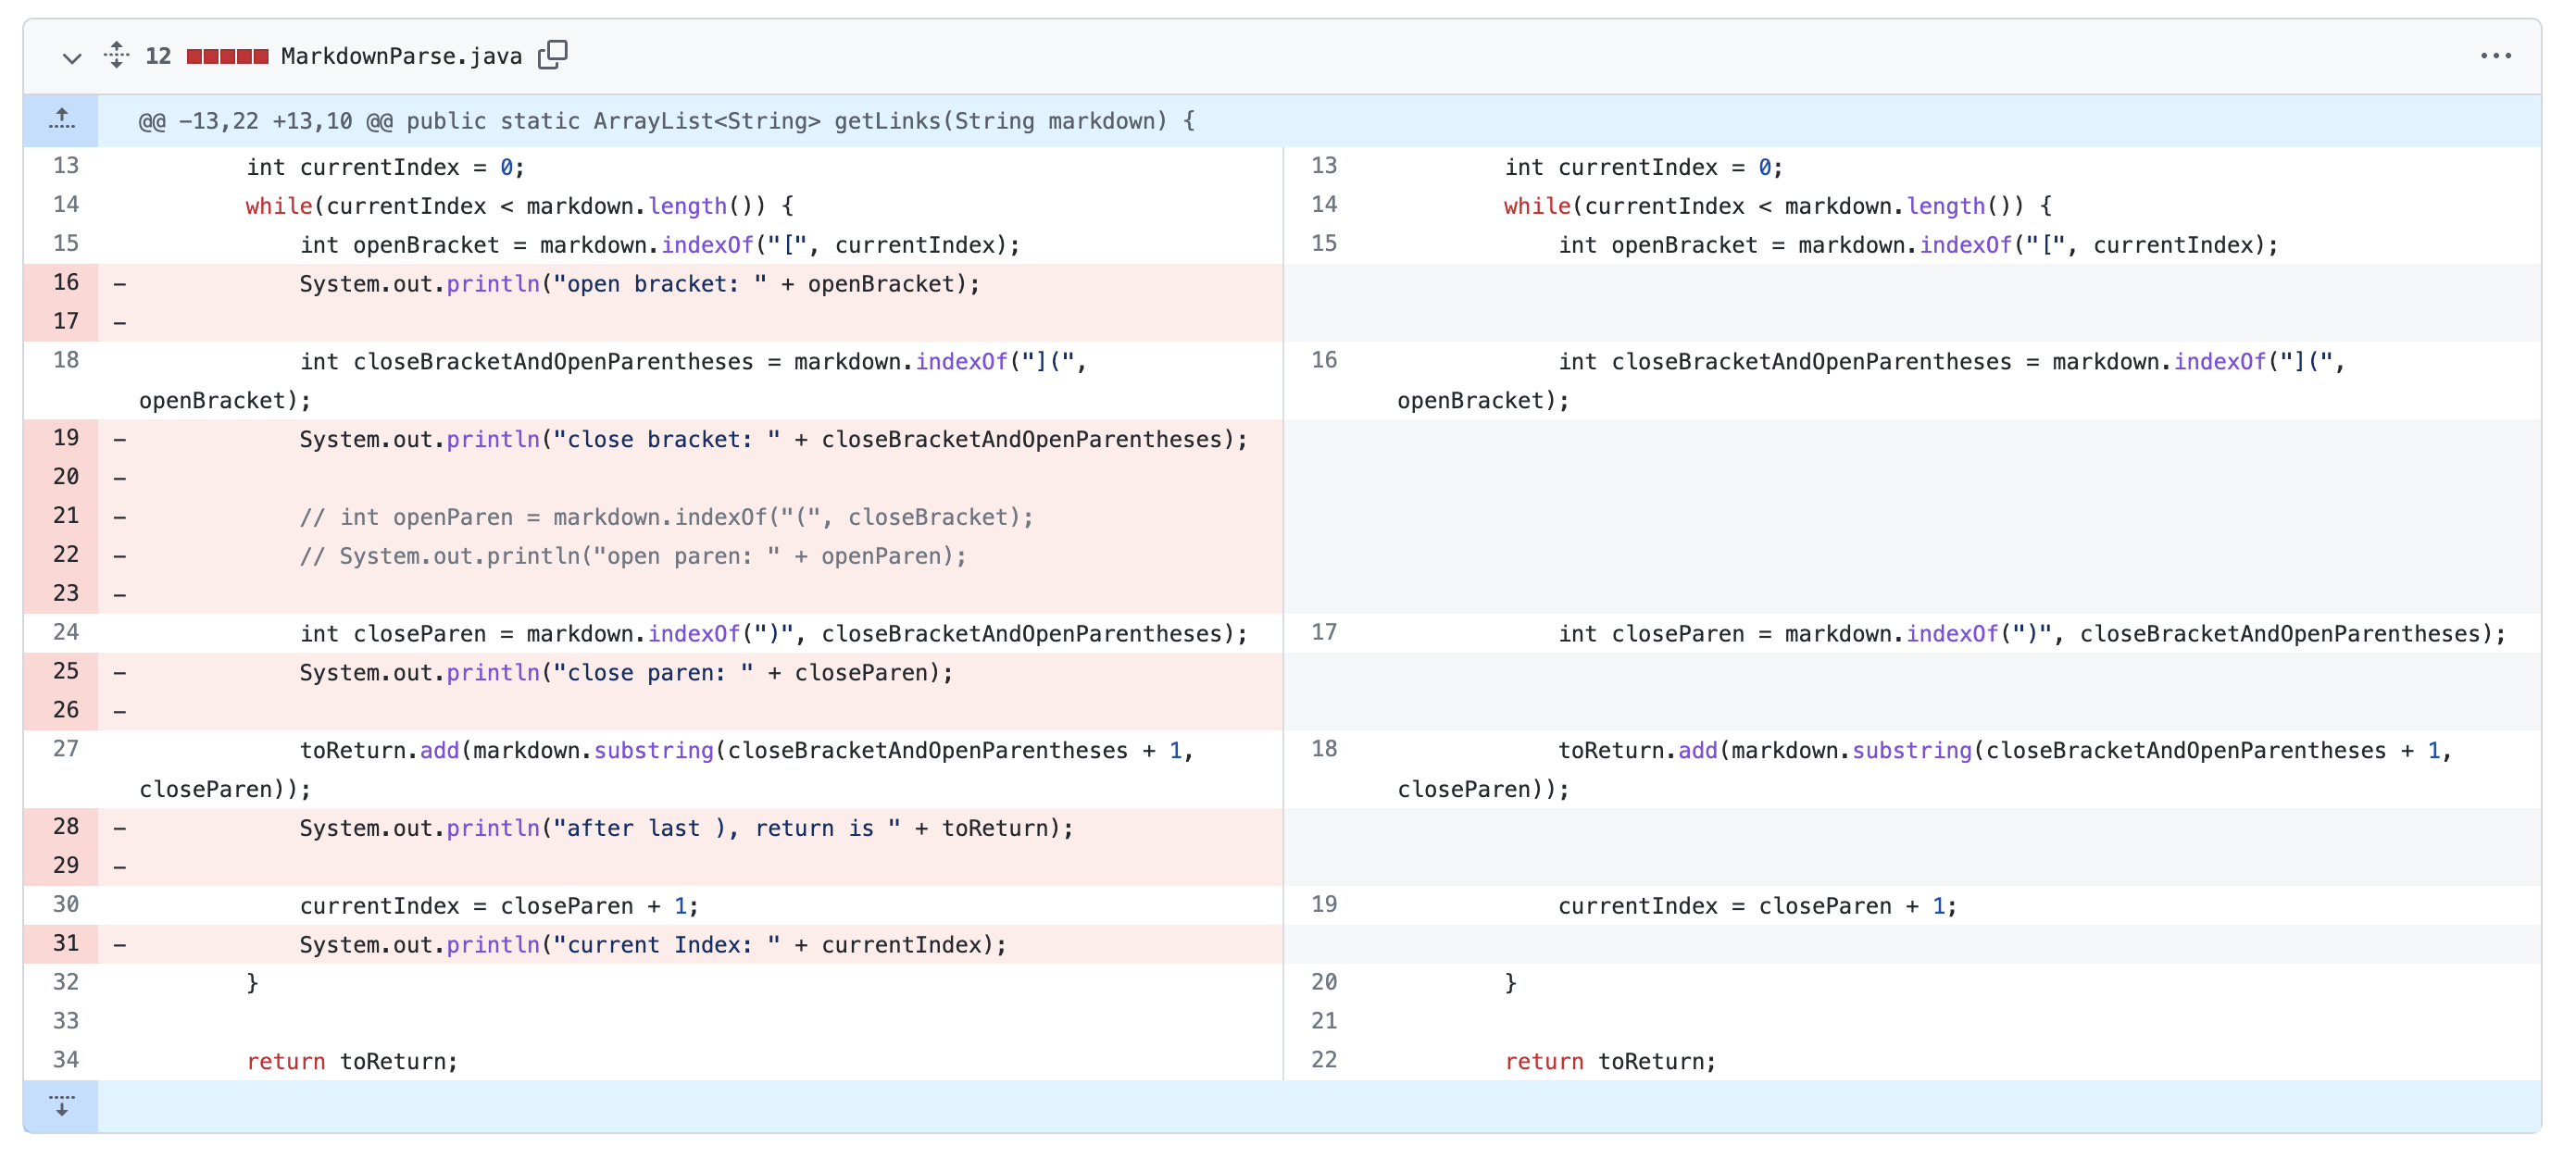 12 MarkdownParse.java
@@ -13,22 +13,10 @@ public static ArrayList<String> getLinks(String markdown) {
13 int currentIndex = 0; 13 int currentIndex = 0;
14 while(currentIndex < markdown.length()) { 14 while(currentIndex < markdown.length()) {
15 int openBracket = markdown.indexOf("[", currentIndex); 15 int openBracket = markdown.indexOf("[", currentIndex);
16 - System.out.println("open bracket: " + openBracket);
17 -
18 int closeBracketAndOpenParentheses = markdown.indexOf("](", 16 int closeBracketAndOpenParentheses = markdown.indexOf("](",
openBracket); openBracket);
19 - System.out.println("close bracket: " + closeBracketAndOpenParentheses);
20 -
21 - // int openParen = markdown.indexOf("(", closeBracket);
22 - // System.out.println("open paren: " + openParen);
23 -
24 int closeParen = markdown.indexOf(")", closeBracketAndOpenParentheses); 17 int closeParen = markdown.indexOf(")", closeBracketAndOpenParentheses);
25 - System.out.println("close paren: " + closeParen);
26 -
27 toReturn.add(markdown.substring(closeBracketAndOpenParentheses + 1, 18 toReturn.add(markdown.substring(closeBracketAndOpenParentheses + 1,
closeParen)); closeParen));
28 - System.out.println("after last ), return is " + toReturn);
29 -
30 currentIndex = closeParen + 1; 19 currentIndex = closeParen + 1;
31 - System.out.println("current Index: " + currentIndex);
32 } 20 }
33 21
34 return toReturn; 22 return toReturn;